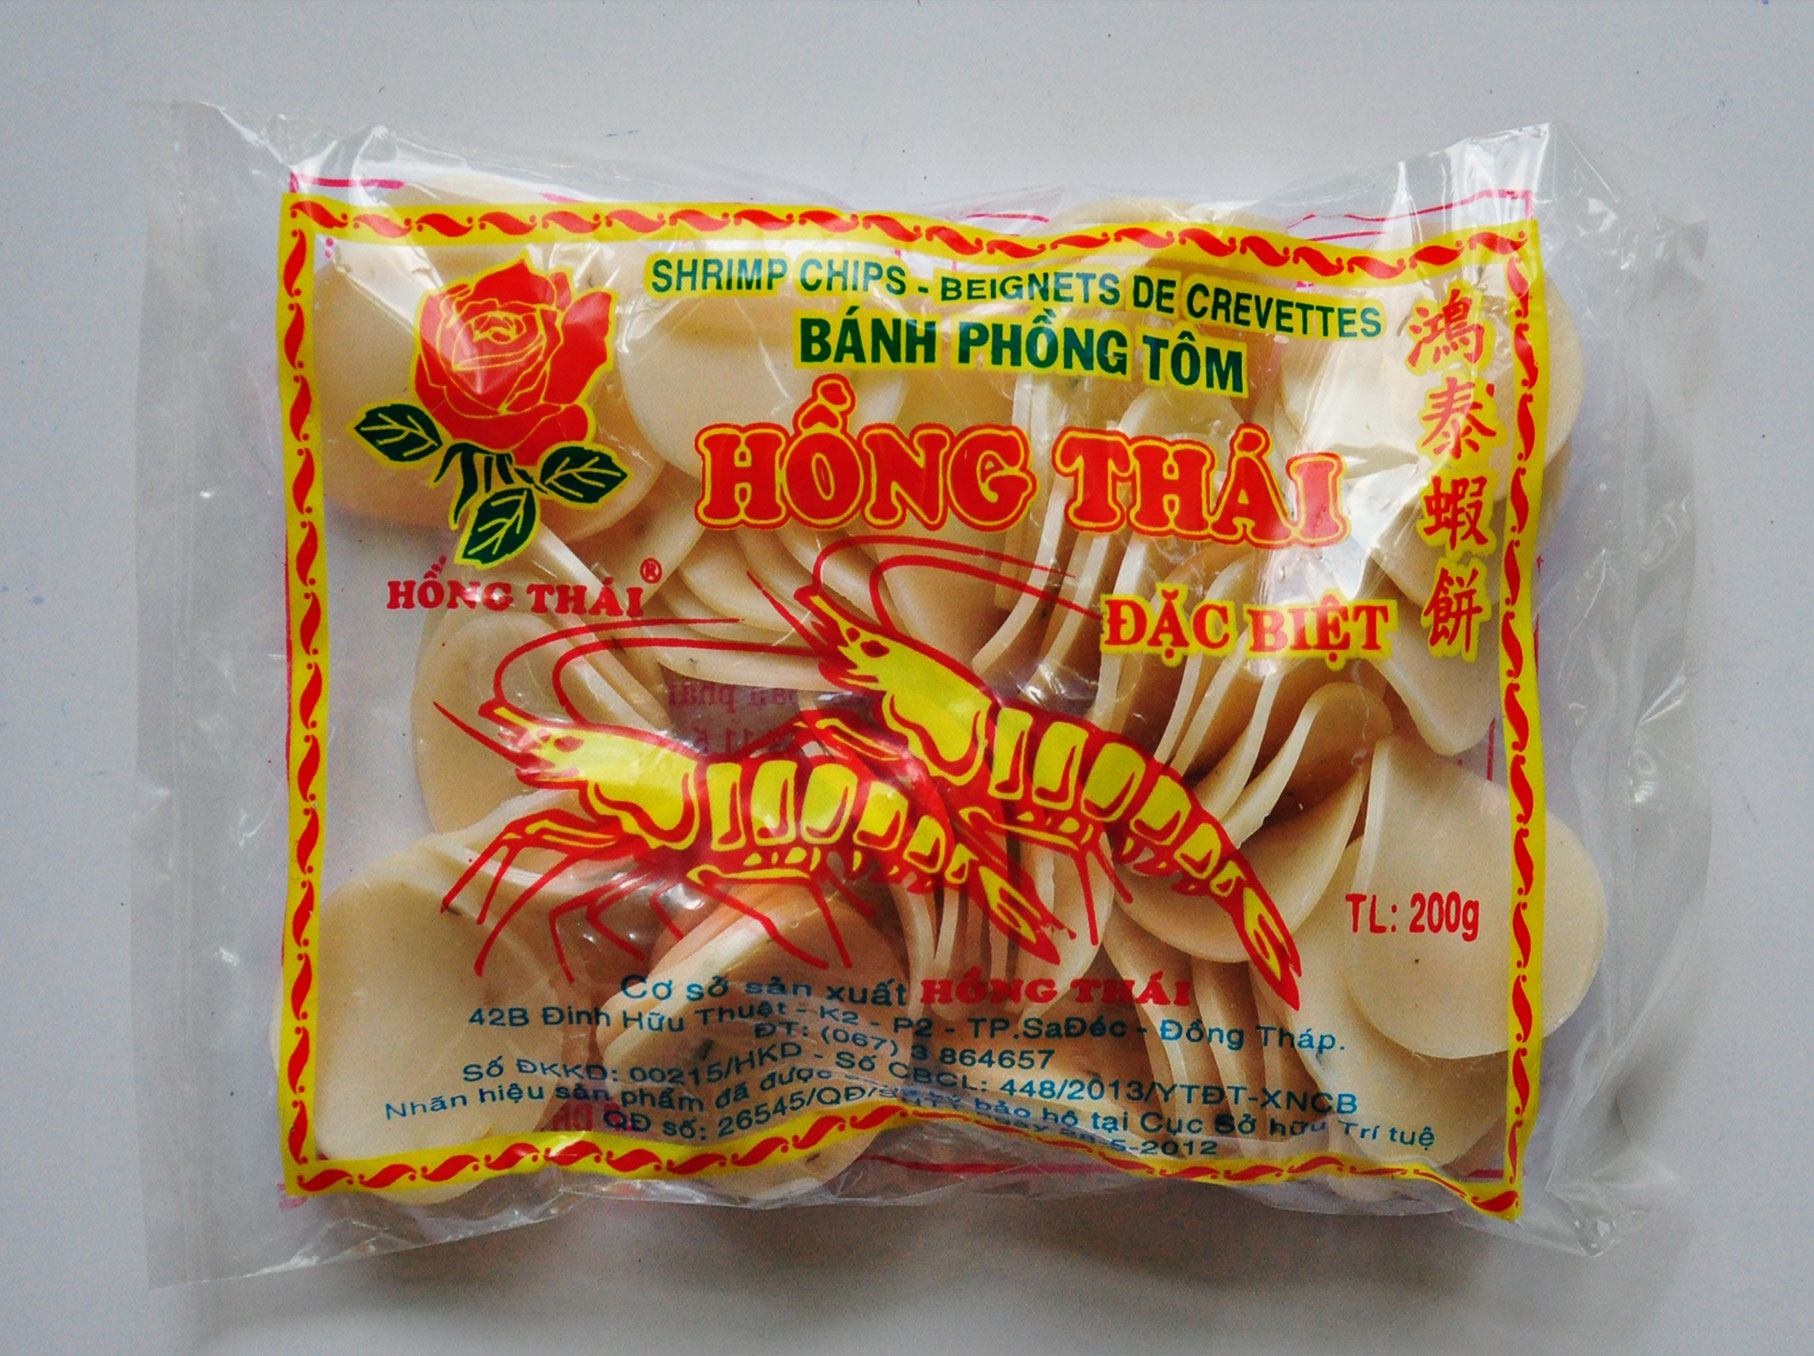 SHRIMP CHIPS - BEIGNETS DE CREVETTES
BÁNH PHỒNG TÔM
HỒNG THÁI
ĐẶC BIỆT
鴻泰蝦餅
HỒNG THÁI®
TL: 200g
Cơ sở sản xuất HỒNG THÁI
42B Đinh Hữu Thuật - K2 - P2 - TP.SaĐéc - Đồng Tháp.
ĐT: (067) 3 864657
Số ĐKKD: 00215/HKD - Số CBCL: 448/2013/YTĐT-XNCB
Nhãn hiệu sản phẩm đã được bảo hộ tại Cục Sở hữu Trí tuệ
QĐ số: 26545/QĐ/ 5-2012